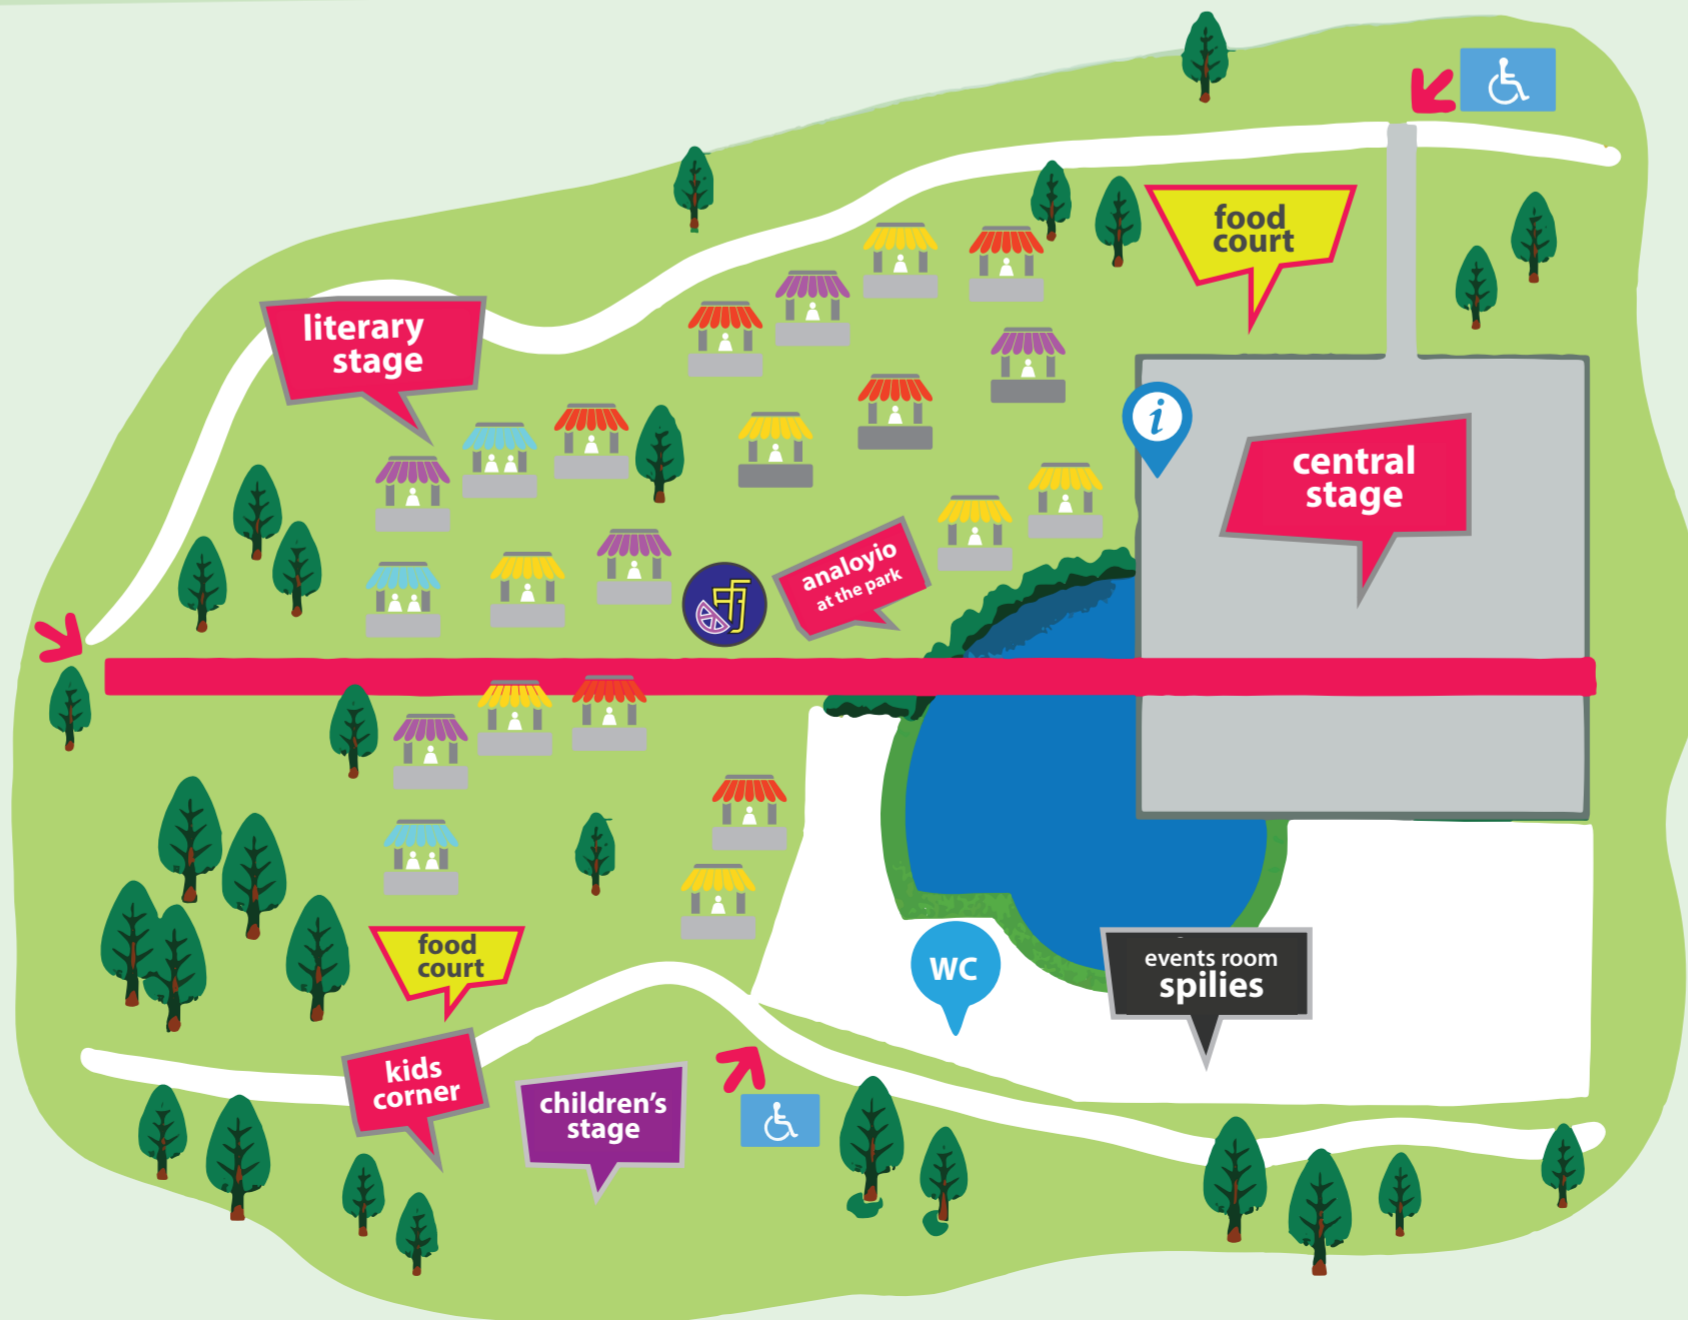 food
court
literary
stage
i
central
stage
analoyio
at the park
food
court
WC
events room
spilies
kids
corner
children's
stage